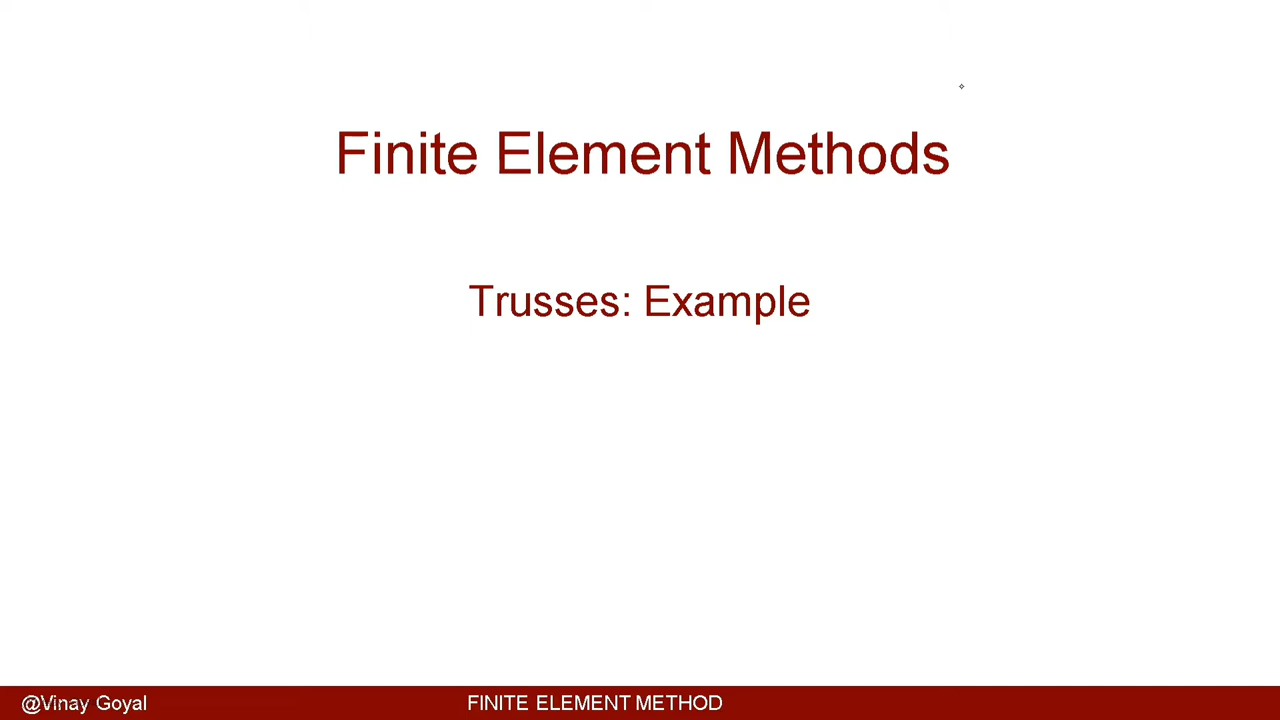 Finite Element Methods
Trusses: Example
@Vinay Goyal
FINITE ELEMENT METHOD